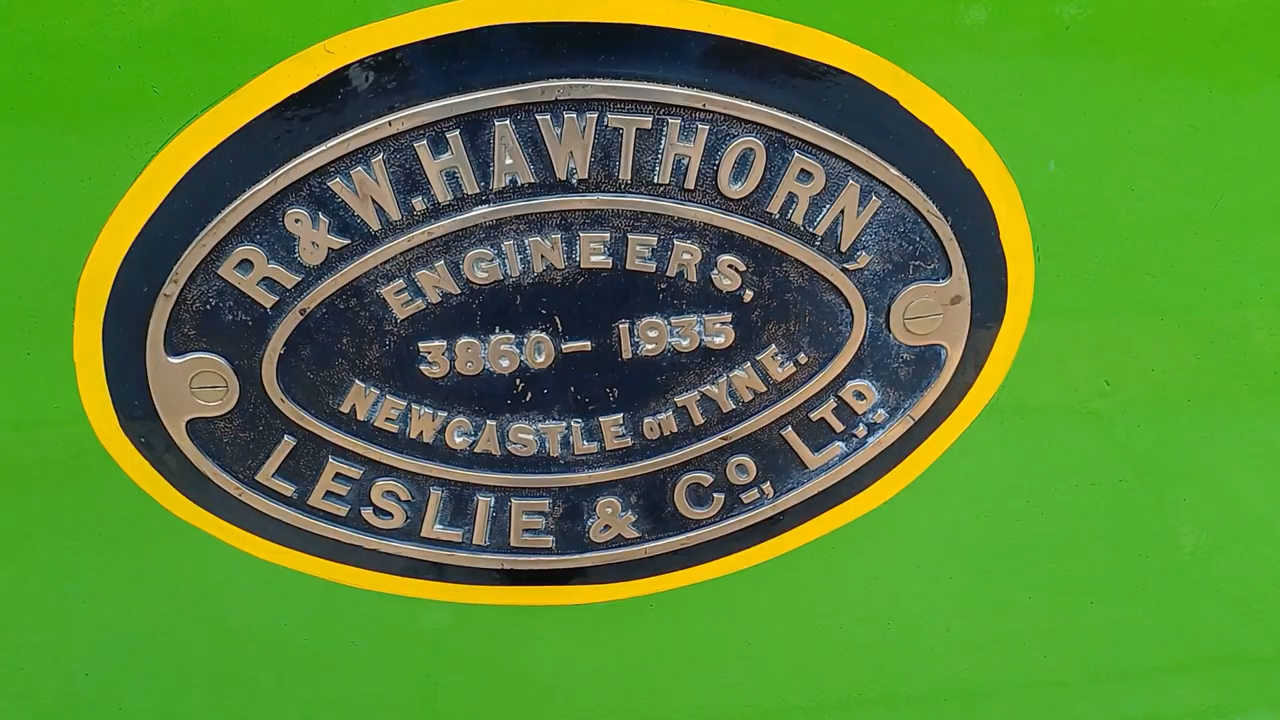 R & W. HAWTHORN,
ENGINEERS,
3860- 1935
NEWCASTLE ON TYNE.
LESLIE & Co, LTD.